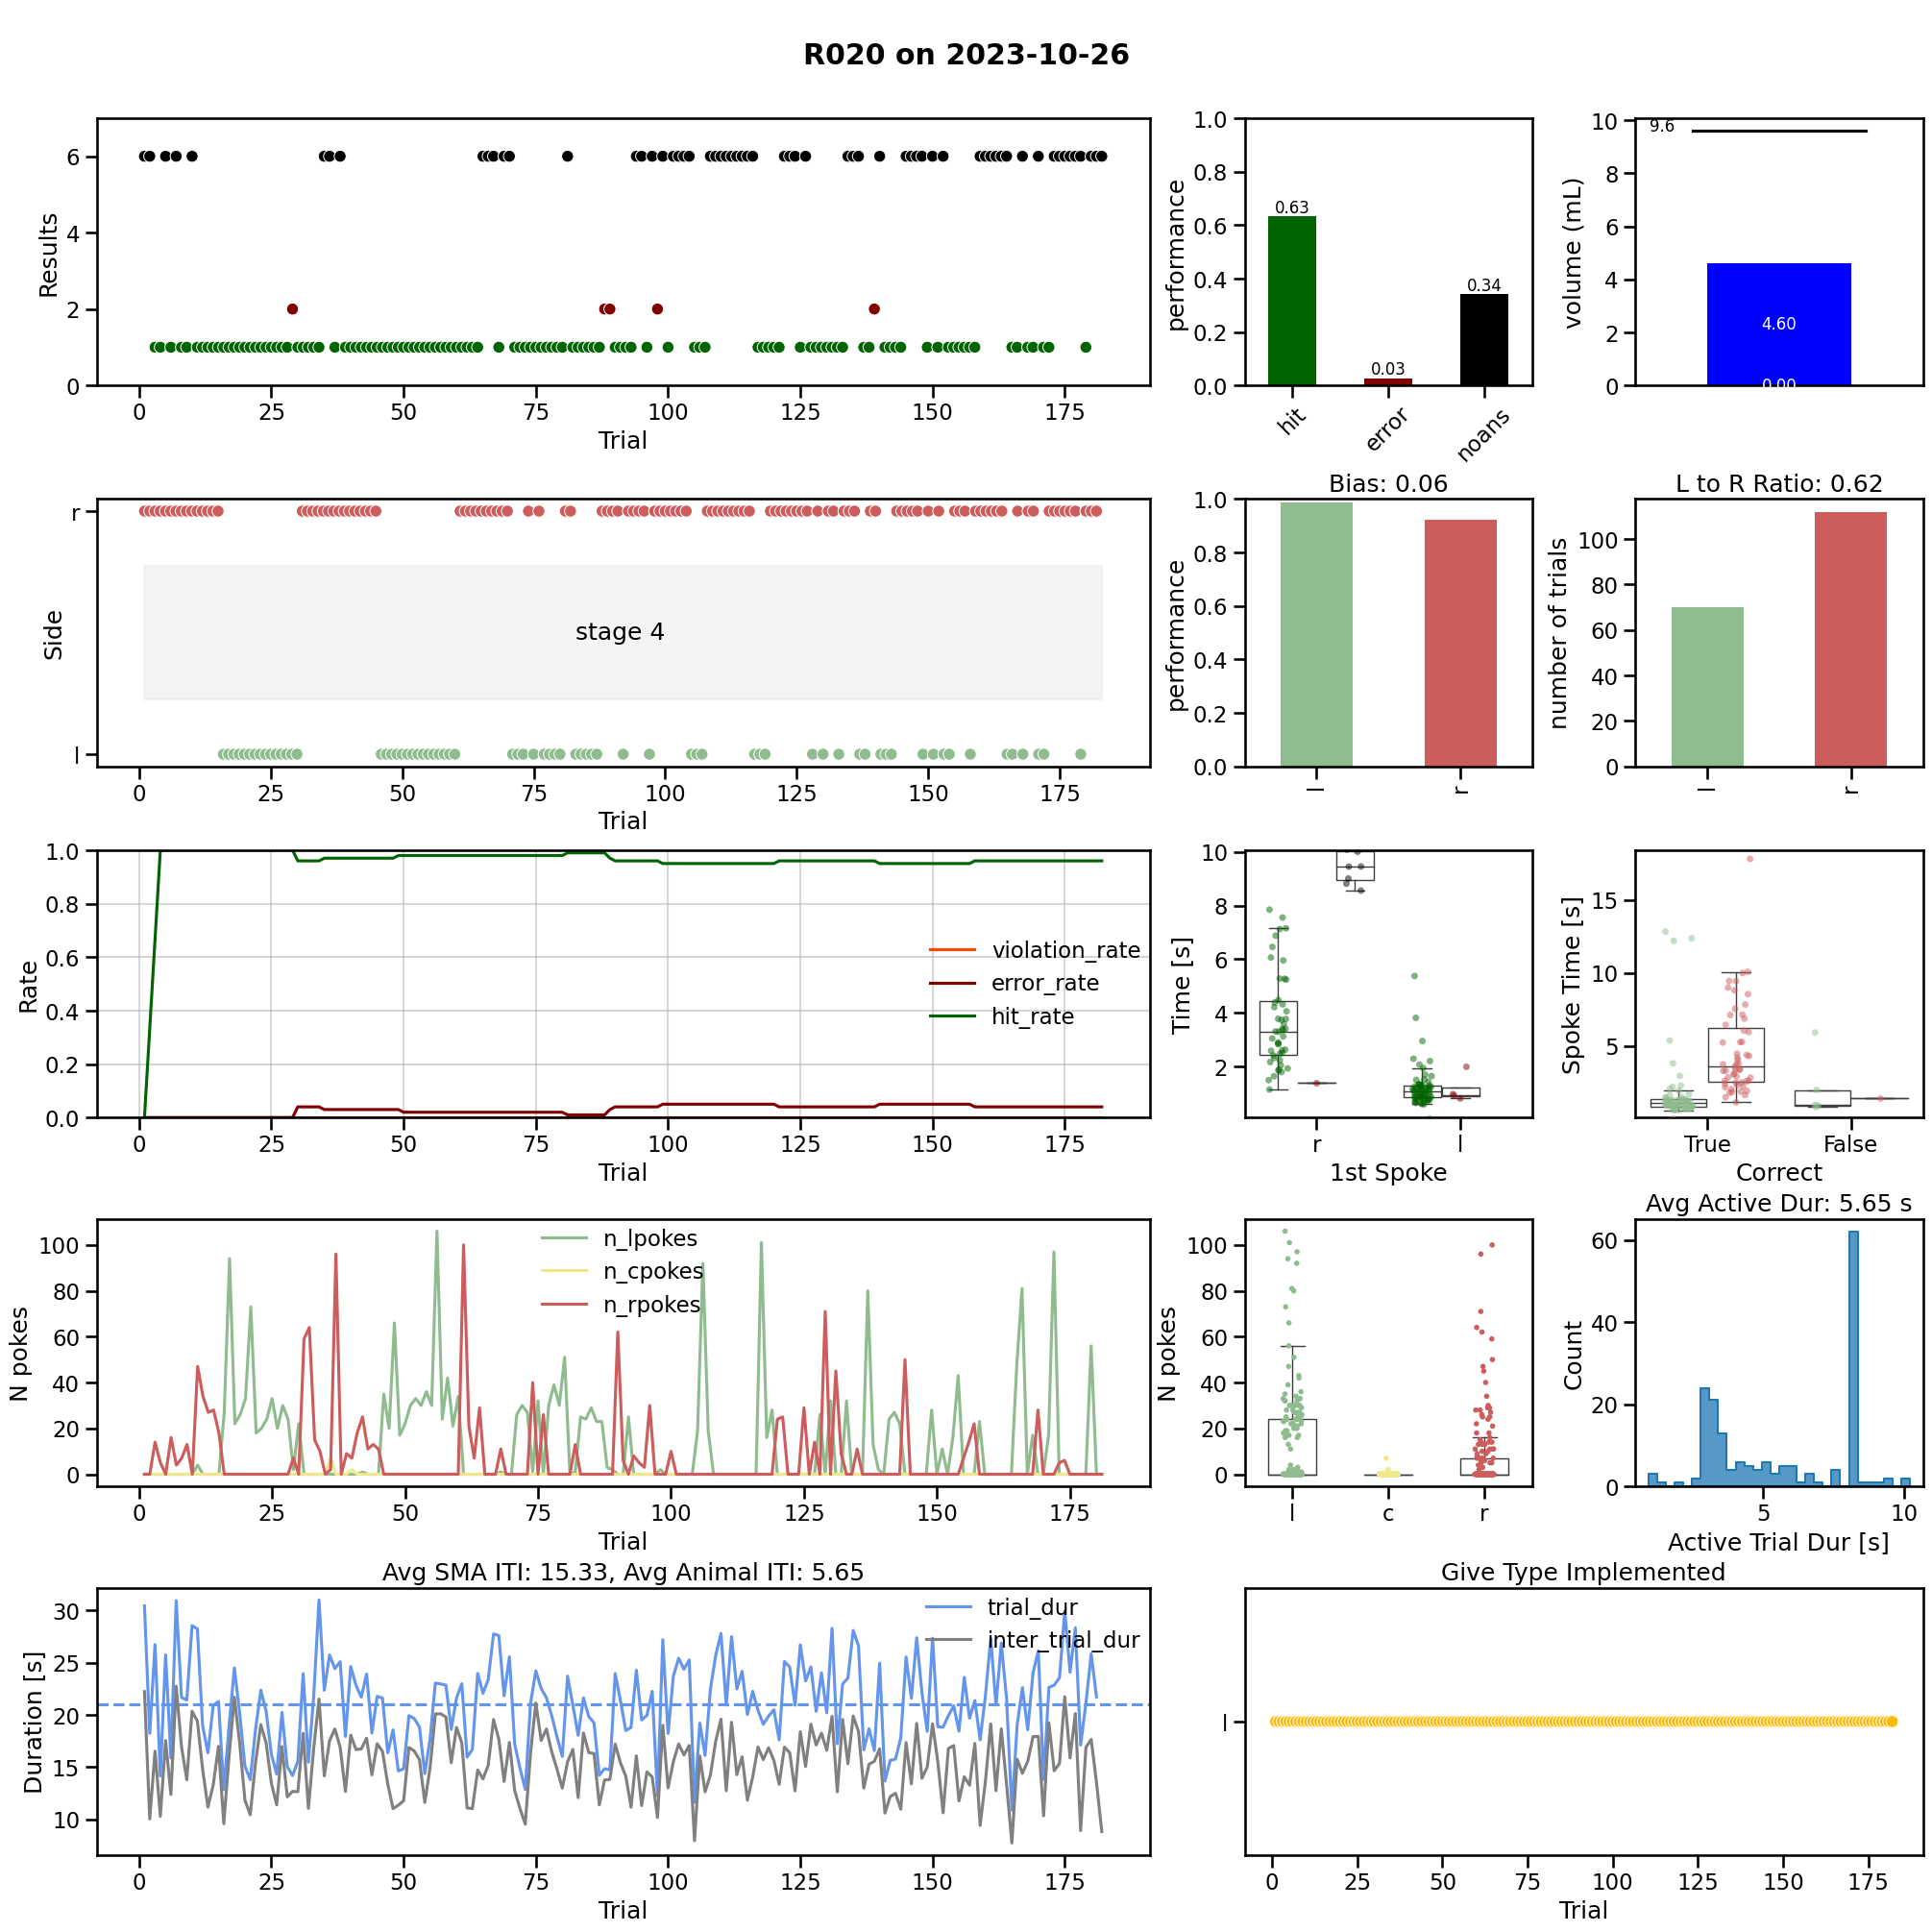 R020 on 2023-10-26
6
4
2
0
Results
0 25 50 75 100 125 150 175
Trial
1.0
0.8
0.6
0.4
0.2
0.0
performance
0.63
0.03
0.34
hit error noans
10
8
6
4
2
0
volume (mL)
9.6
4.60
0.00
r
l
Side
stage 4
0 25 50 75 100 125 150 175
Trial
Bias: 0.06
1.0
0.8
0.6
0.4
0.2
0.0
performance
l r
L to R Ratio: 0.62
100
80
60
40
20
0
number of trials
l r
1.0
0.8
0.6
0.4
0.2
0.0
Rate
violation_rate
error_rate
hit_rate
0 25 50 75 100 125 150 175
Trial
10
8
6
4
2
Time [s]
r l
1st Spoke
15
10
5
Spoke Time [s]
True False
Correct
100
80
60
40
20
0
N pokes
n_lpokes
n_cpokes
n_rpokes
0 25 50 75 100 125 150 175
Trial
100
80
60
40
20
0
N pokes
l c r
Avg Active Dur: 5.65 s
60
40
20
0
Count
5 10
Active Trial Dur [s]
Avg SMA ITI: 15.33, Avg Animal ITI: 5.65
30
25
20
15
10
Duration [s]
trial_dur
inter_trial_dur
0 25 50 75 100 125 150 175
Trial
Give Type Implemented
l
0 25 50 75 100 125 150 175
Trial